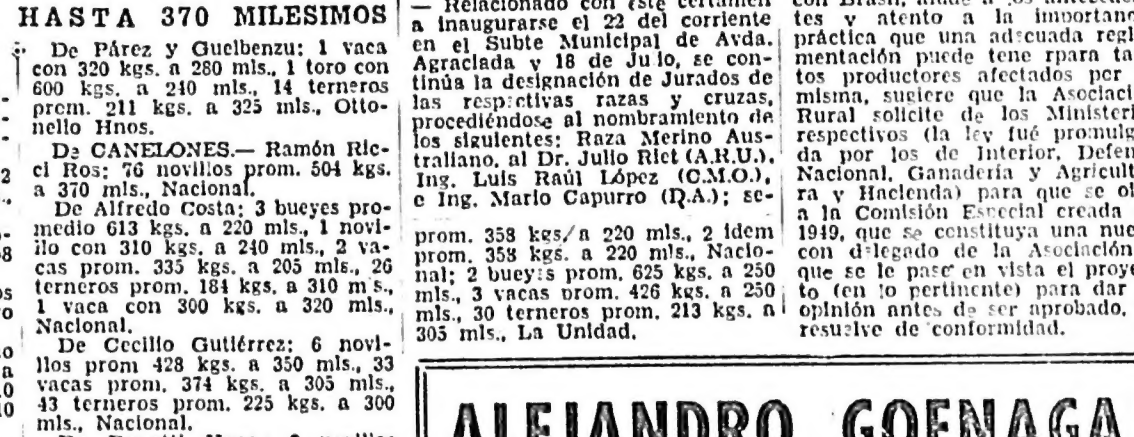 HASTA 370 MILESIMOS
De Párez y Guelbenzu: 1 vaca
con 320 kgs. a 280 mls., 1 toro con
600 kgs. a 240 mls., 14 terneros
prcm. 211 kgs. a 325 mls., Otto-
nello Hnos.
De CANELONES.— Ramón Ric-
ci Ros: 76 novillos prom. 504 kgs.
a 370 mls., Nacional.
De Alfredo Costa; 3 bueyes pro-
medio 613 kgs. a 220 mls., 1 novi-
llo con 310 kgs. a 240 mls., 2 va-
cas prom. 335 kgs. a 205 mls., 26
terneros prom. 184 kgs. a 310 m's.,
1 vaca con 300 kgs. a 320 mls.,
Nacional.
De Cecilio Gutiérrez; 6 novi-
llos prom 428 kgs. a 350 mls., 33
vacas prom. 374 kgs. a 305 mls.,
43 terneros prom. 225 kgs. a 300
mls., Nacional.
— Relacionado con este certamen
a inaugurarse el 22 del corriente
en el Subte Municipal de Avda.
Agraciada y 18 de Julio, se con-
tinúa la designación de Jurados de
las respectivas razas y cruzas,
procediéndose al nombramiento de
los siguientes: Raza Merino Aus-
traliano, al Dr. Julio Riet (A.R.U.),
Ing. Luis Raúl López (C.M.O.),
e Ing. Mario Capurro (R.A.); se-
prom. 358 kgs/a 220 mls., 2 idem
prom. 358 kgs. a 220 mls., Nacio-
nal; 2 bueyes prom. 625 kgs. a 250
mls., 3 vacas prom. 426 kgs. a 250
mls., 30 terneros prom. 213 kgs. a
305 mls., La Unidad.
tes y atento a la importanc
práctica que una adecuada regl
mentación puede tene rpara ta
tos productores afectados por
misma, sugiere que la Asociaci
Rural solicite de los Ministeri
respectivos (la ley fué promulg
da por los de Interior, Defen
Nacional, Ganadería y Agricult
ra y Hacienda) para que se ol
a la Comisión Especial creada
1949, que se constituya una nue
con delegado de la Asociación
que se le pase en vista el proye
to (en lo pertinente) para dar
opinión antes de ser aprobado.
resuelve de conformidad.
ALEJANDRO GOENAGA